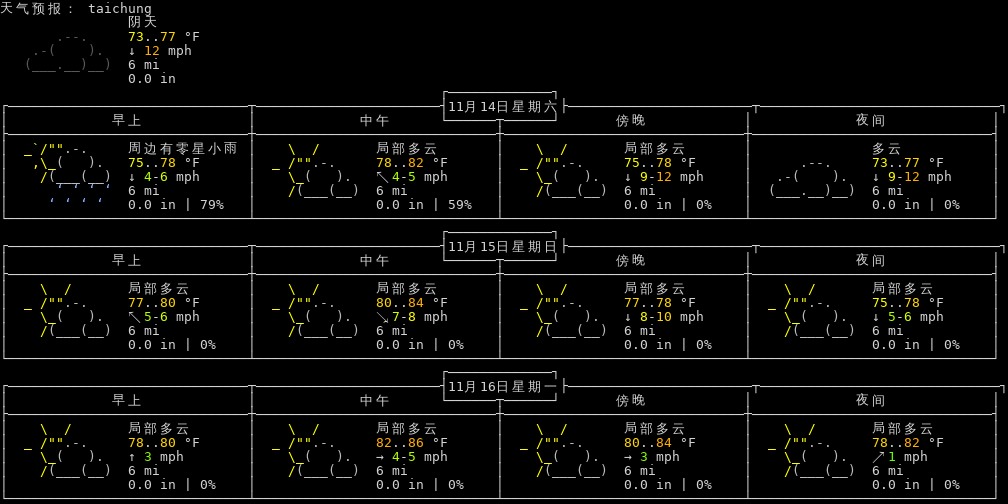 天气预报： taichung
阴天
73..77 °F
↓ 12 mph
6 mi
0.0 in
11月14日星期六
早上 中午 傍晚 夜间
周边有零星小雨 局部多云 局部多云 多云
75..78 °F 78..82 °F 75..78 °F 73..77 °F
↓ 4-6 mph ↖ 4-5 mph ↓ 9-12 mph ↓ 9-12 mph
6 mi 6 mi 6 mi 6 mi
0.0 in | 79% 0.0 in | 59% 0.0 in | 0% 0.0 in | 0%
11月15日星期日
早上 中午 傍晚 夜间
局部多云 局部多云 局部多云 局部多云
77..80 °F 80..84 °F 77..78 °F 75..78 °F
↖ 5-6 mph ↘ 7-8 mph ↓ 8-10 mph ↓ 5-6 mph
6 mi 6 mi 6 mi 6 mi
0.0 in | 0% 0.0 in | 0% 0.0 in | 0% 0.0 in | 0%
11月16日星期一
早上 中午 傍晚 夜间
局部多云 局部多云 局部多云 局部多云
78..80 °F 82..86 °F 80..84 °F 78..82 °F
↑ 3 mph → 4-5 mph → 3 mph ↗ 1 mph
6 mi 6 mi 6 mi 6 mi
0.0 in | 0% 0.0 in | 0% 0.0 in | 0% 0.0 in | 0%